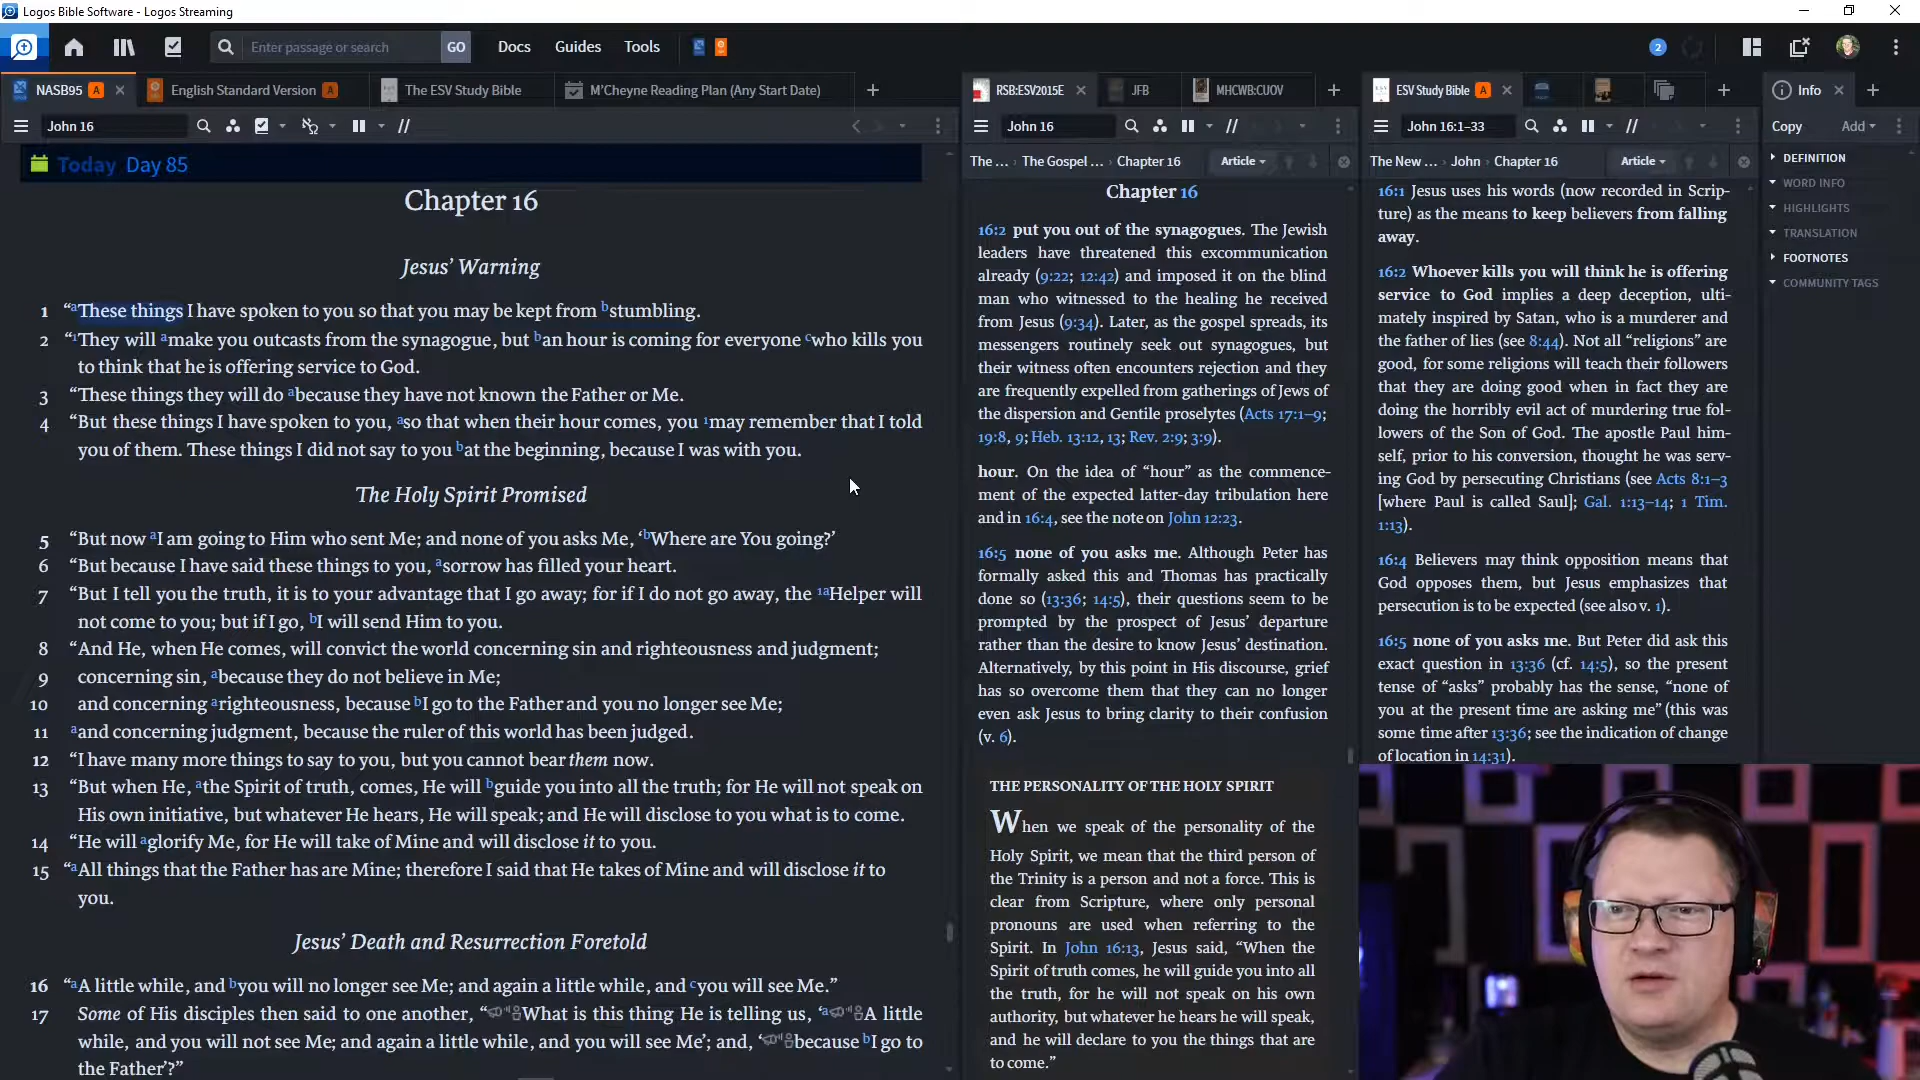 Logos Bible Software - Logos Streaming
Enter passage or search
GO
Docs
Guides
Tools
2
NASB95 A
English Standard Version A
The ESV Study Bible
M'Cheyne Reading Plan (Any Start Date)
John 16
Today Day 85
Chapter 16
Jesus' Warning
1 “ᵃThese things I have spoken to you so that you may be kept from ᵇstumbling.
2 “¹They will ᵃmake you outcasts from the synagogue, but ᵇan hour is coming for everyone ᶜwho kills you
to think that he is offering service to God.
3 “These things they will do ᵃbecause they have not known the Father or Me.
4 “But these things I have spoken to you, ᵃso that when their hour comes, you ¹may remember that I told
you of them. These things I did not say to you ᵇat the beginning, because I was with you.
The Holy Spirit Promised
5 “But now ᵃI am going to Him who sent Me; and none of you asks Me, ‘ᵇWhere are You going?’
6 “But because I have said these things to you, ᵃsorrow has filled your heart.
7 “But I tell you the truth, it is to your advantage that I go away; for if I do not go away, the ¹ᵃHelper will
not come to you; but if I go, ᵇI will send Him to you.
8 “And He, when He comes, will convict the world concerning sin and righteousness and judgment;
9 concerning sin, ᵃbecause they do not believe in Me;
10 and concerning ᵃrighteousness, because ᵇI go to the Father and you no longer see Me;
11 ᵃand concerning judgment, because the ruler of this world has been judged.
12 “I have many more things to say to you, but you cannot bear them now.
13 “But when He, ᵃthe Spirit of truth, comes, He will ᵇguide you into all the truth; for He will not speak on
His own initiative, but whatever He hears, He will speak; and He will disclose to you what is to come.
14 “He will ᵃglorify Me, for He will take of Mine and will disclose it to you.
15 “ᵃAll things that the Father has are Mine; therefore I said that He takes of Mine and will disclose it to
you.
Jesus' Death and Resurrection Foretold
16 “ᵃA little while, and ᵇyou will no longer see Me; and again a little while, and ᶜyou will see Me.”
17 Some of His disciples then said to one another, “What is this thing He is telling us, ‘ᵃA little
while, and you will not see Me; and again a little while, and you will see Me’; and, ‘because ᵇI go to
the Father’?”
RSB:ESV2015E
JFB
MHCWB:CUOV
John 16
The ... › The Gospel ... › Chapter 16
Article
Chapter 16
16:2 put you out of the synagogues. The Jewish
leaders have threatened this excommunication
already (9:22; 12:42) and imposed it on the blind
man who witnessed to the healing he received
from Jesus (9:34). Later, as the gospel spreads, its
messengers routinely seek out synagogues, but
their witness often encounters rejection and they
are frequently expelled from gatherings of Jews of
the dispersion and Gentile proselytes (Acts 17:1–9;
19:8, 9; Heb. 13:12, 13; Rev. 2:9; 3:9).
hour. On the idea of “hour” as the commence-
ment of the expected latter-day tribulation here
and in 16:4, see the note on John 12:23.
16:5 none of you asks me. Although Peter has
formally asked this and Thomas has practically
done so (13:36; 14:5), their questions seem to be
prompted by the prospect of Jesus' departure
rather than the desire to know Jesus' destination.
Alternatively, by this point in His discourse, grief
has so overcome them that they can no longer
even ask Jesus to bring clarity to their confusion
(v. 6).
THE PERSONALITY OF THE HOLY SPIRIT
When we speak of the personality of the
Holy Spirit, we mean that the third person of
the Trinity is a person and not a force. This is
clear from Scripture, where only personal
pronouns are used when referring to the
Spirit. In John 16:13, Jesus said, “When the
Spirit of truth comes, he will guide you into all
the truth, for he will not speak on his own
authority, but whatever he hears he will speak,
and he will declare to you the things that are
to come.”
ESV Study Bible A
John 16:1–33
The New ... › John › Chapter 16
Article
16:1 Jesus uses his words (now recorded in Scrip-
ture) as the means to keep believers from falling
away.
16:2 Whoever kills you will think he is offering
service to God implies a deep deception, ulti-
mately inspired by Satan, who is a murderer and
the father of lies (see 8:44). Not all “religions” are
good, for some religions will teach their followers
that they are doing good when in fact they are
doing the horribly evil act of murdering true fol-
lowers of the Son of God. The apostle Paul him-
self, prior to his conversion, thought he was serv-
ing God by persecuting Christians (see Acts 8:1–3
[where Paul is called Saul]; Gal. 1:13–14; 1 Tim.
1:13).
16:4 Believers may think opposition means that
God opposes them, but Jesus emphasizes that
persecution is to be expected (see also v. 1).
16:5 none of you asks me. But Peter did ask this
exact question in 13:36 (cf. 14:5), so the present
tense of “asks” probably has the sense, “none of
you at the present time are asking me” (this was
some time after 13:36; see the indication of change
of location in 14:31).
Info
Copy
Add
DEFINITION
WORD INFO
HIGHLIGHTS
TRANSLATION
FOOTNOTES
COMMUNITY TAGS